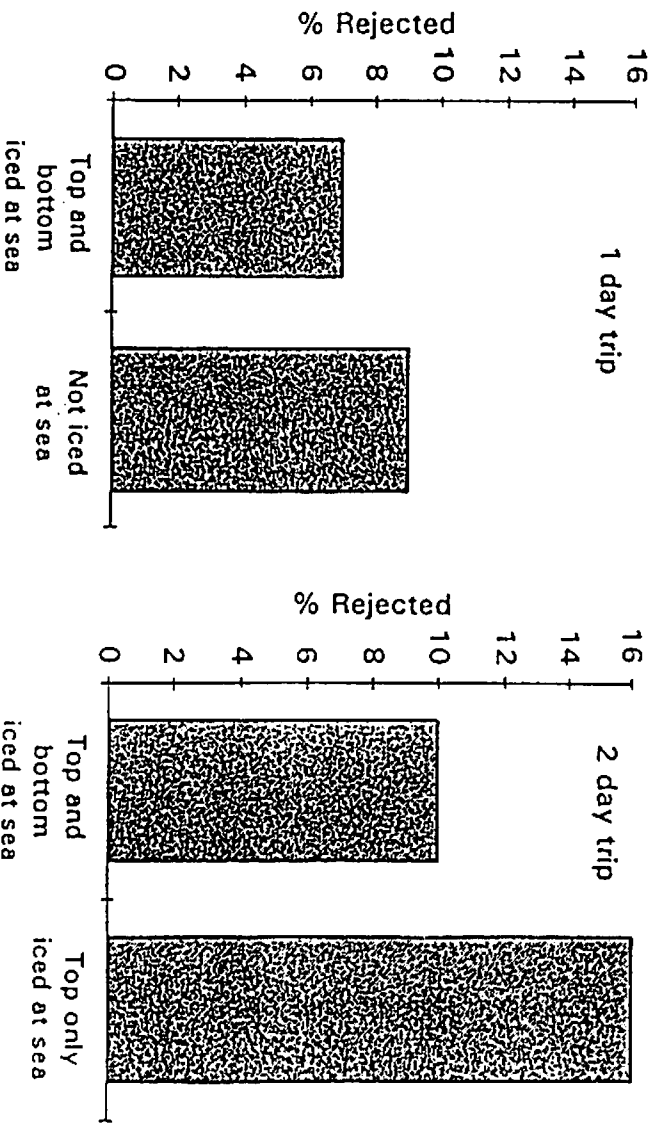 1 day trip
% Rejected
16
14
12
10
8
6
4
2
0
Top and
bottom
iced at sea
Not iced
at sea
2 day trip
% Rejected
16
14
12
10
8
6
4
2
0
Top and
bottom
iced at sea
Top only
iced at sea